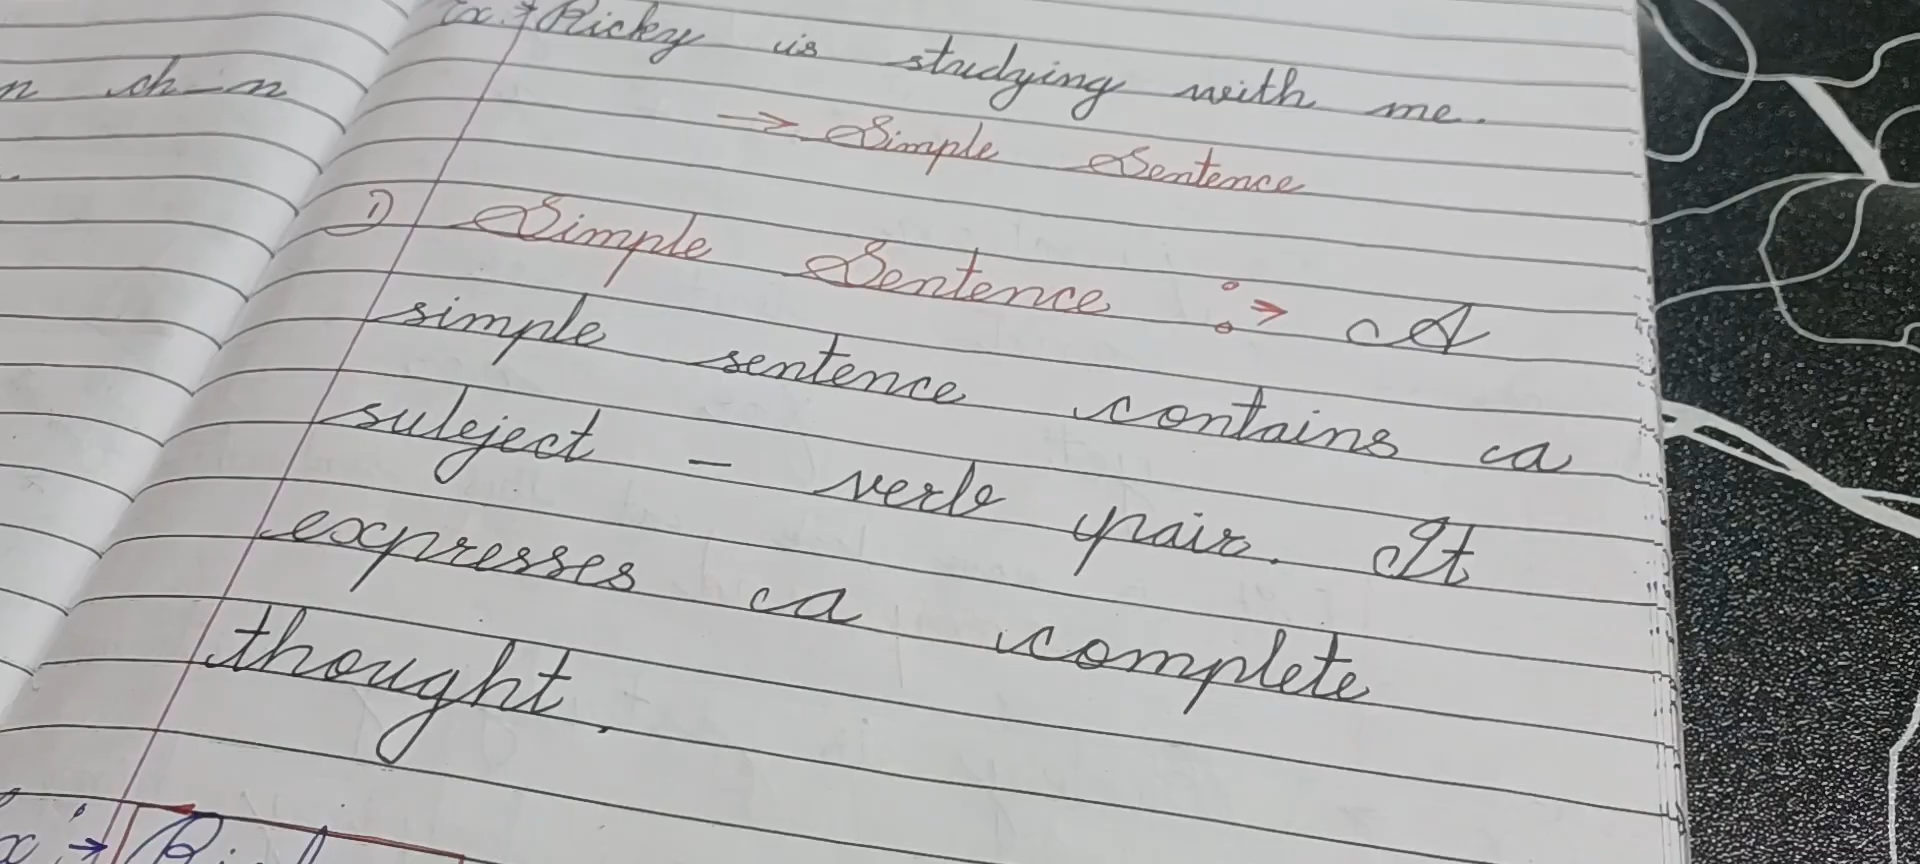 Ex.→ Ricky is studying with me.
→ Simple Sentence
1) Simple Sentence :→ A
simple sentence contains a
subject - verb pair. It
expresses a complete
thought.